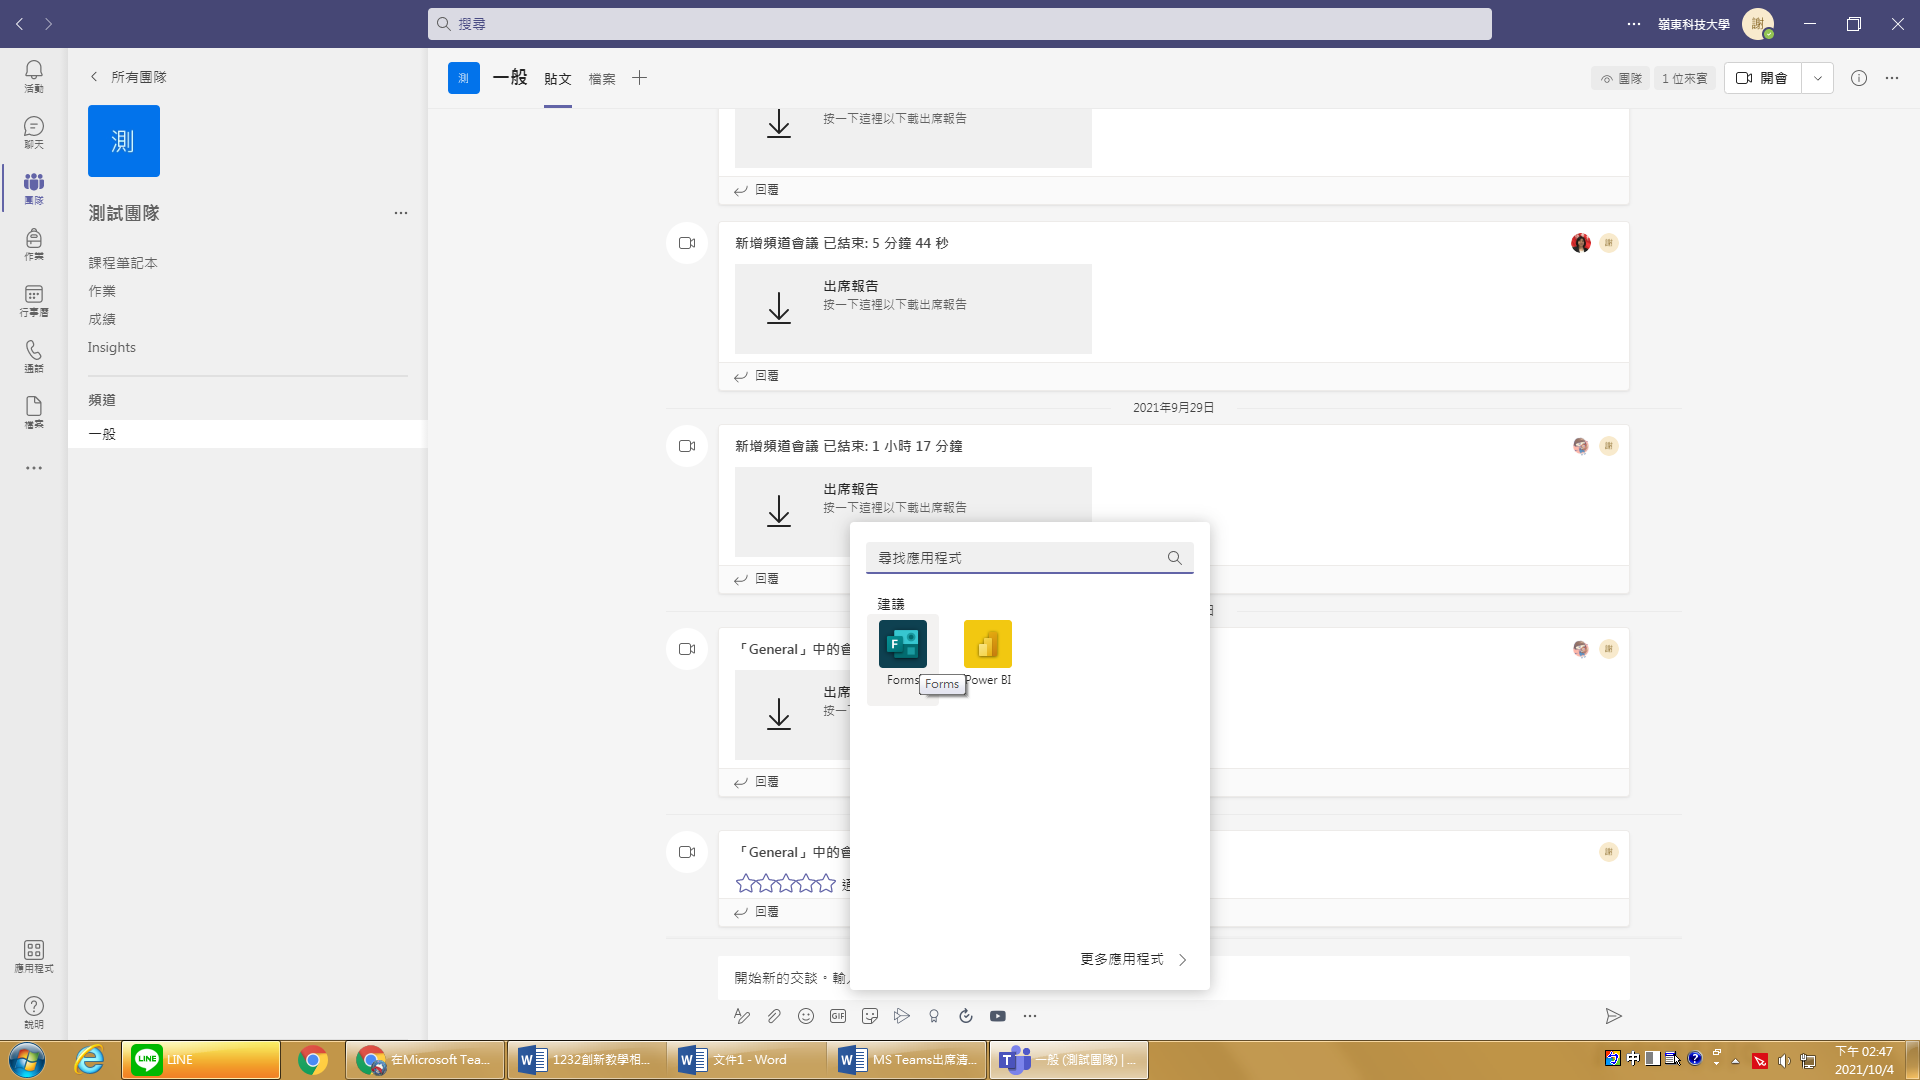 搜尋
嶺東科技大學
謝
活動
聊天
團隊
作業
行事曆
通話
檔案
應用程式
說明
所有團隊
測
測試團隊
課程筆記本
作業
成績
Insights
頻道
一般
測
一般
貼文
檔案
團隊
1 位來賓
開會
按一下這裡以下載出席報告
回覆
新增頻道會議 已結束: 5 分鐘 44 秒
謝
出席報告
按一下這裡以下載出席報告
回覆
2021年9月29日
新增頻道會議 已結束: 1 小時 17 分鐘
謝
出席報告
按一下這裡以下載出席報告
回覆
日
「General」中的會
謝
出席
按一
回覆
「General」中的會
謝
回覆
開始新的交談。輸入
GIF
尋找應用程式
建議
F
Forms
Forms
Power BI
更多應用程式
LINE
LINE
在Microsoft Tea...
1232創新教學相...
文件1 - Word
MS Teams出席清...
一般 (測試團隊) | ...
中
下午 02:47
2021/10/4